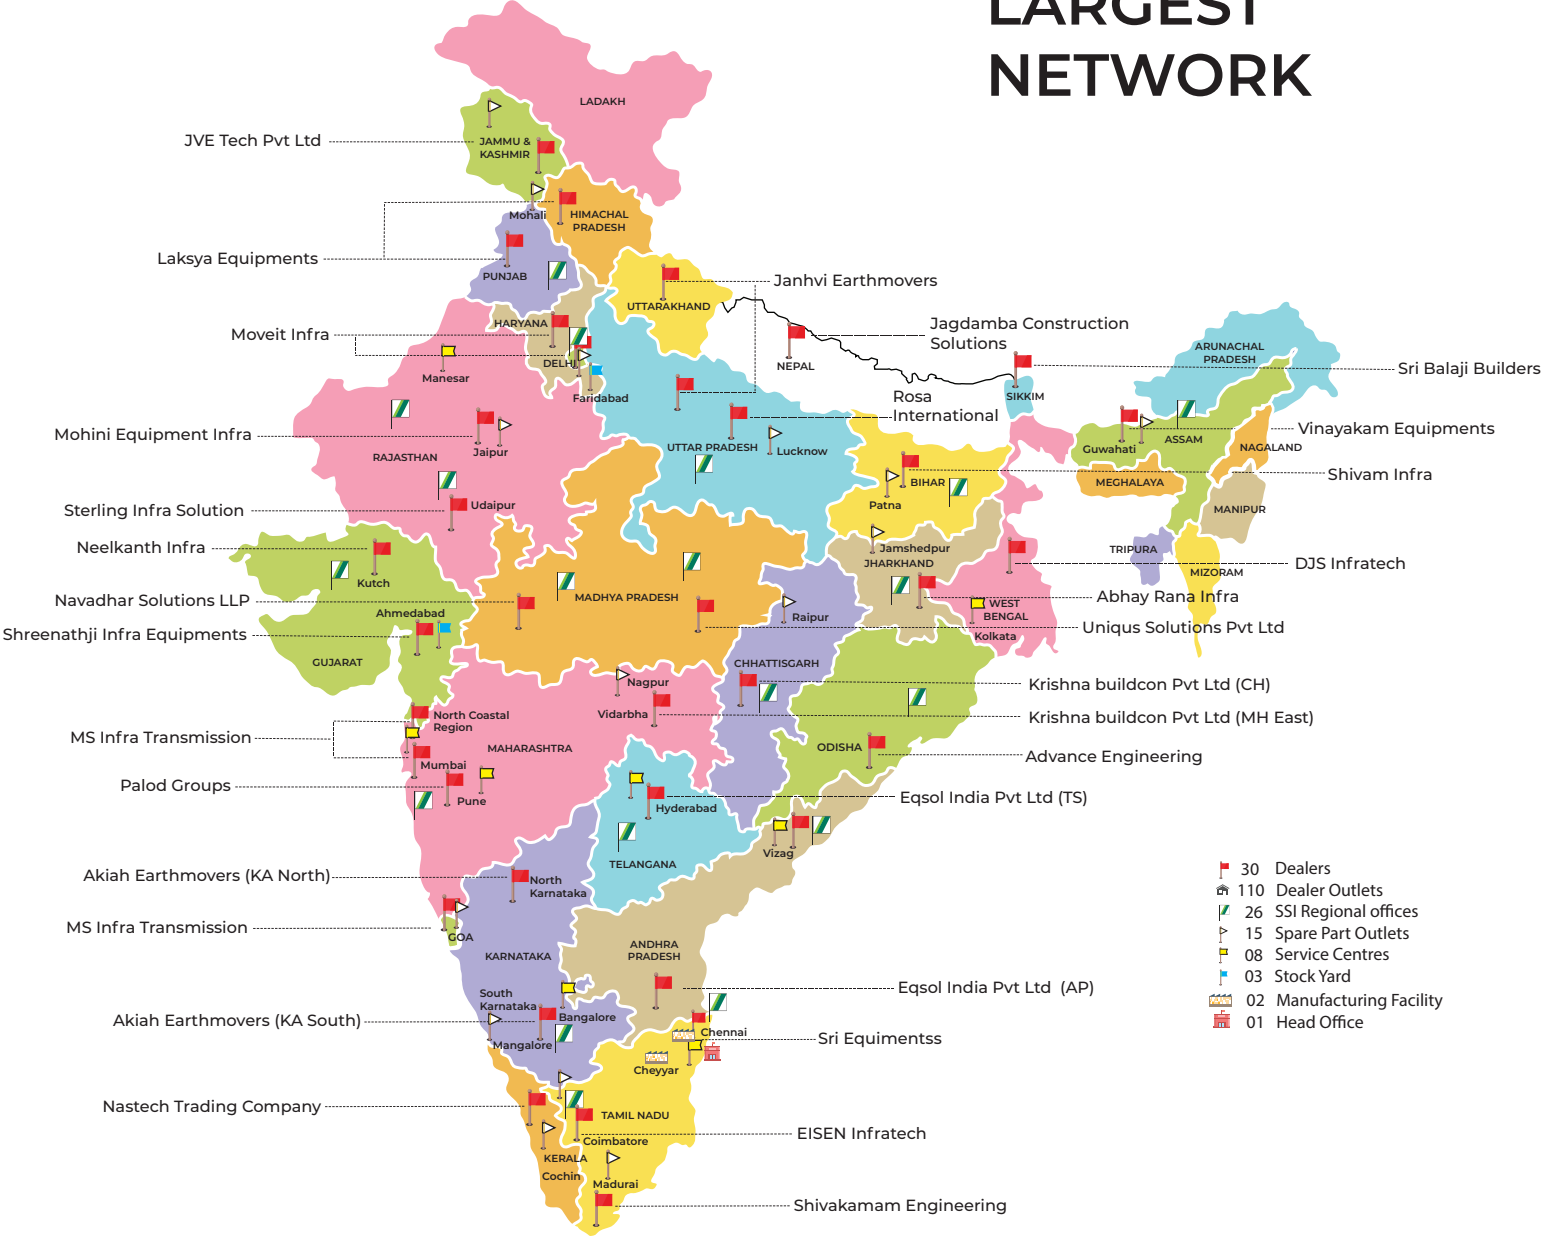 LARGEST
NETWORK
LADAKH
JVE Tech Pvt Ltd
JAMMU &
KASHMIR
Mohali
HIMACHAL
PRADESH
Laksya Equipments
PUNJAB
Janhvi Earthmovers
UTTARAKHAND
HARYANA
Moveit Infra
DELHI
Jagdamba Construction
Solutions
NEPAL
ARUNACHAL
PRADESH
Sri Balaji Builders
Manesar
Faridabad
SIKKIM
Rosa
International
Mohini Equipment Infra
Jaipur
RAJASTHAN
UTTAR PRADESH
Lucknow
Guwahati
ASSAM
Vinayakam Equipments
NAGALAND
Shivam Infra
BIHAR
Patna
MEGHALAYA
MANIPUR
Sterling Infra Solution
Udaipur
Neelkanth Infra
Kutch
Jamshedpur
JHARKHAND
TRIPURA
MIZORAM
DJS Infratech
Navadhar Solutions LLP
MADHYA PRADESH
Abhay Rana Infra
WEST
BENGAL
Kolkata
Raipur
Ahmedabad
Shreenathji Infra Equipments
Uniqus Solutions Pvt Ltd
GUJARAT
CHHATTISGARH
Nagpur
Krishna buildcon Pvt Ltd (CH)
Vidarbha
Krishna buildcon Pvt Ltd (MH East)
North Coastal
Region
MS Infra Transmission
MAHARASHTRA
ODISHA
Advance Engineering
Mumbai
Palod Groups
Pune
Hyderabad
Eqsol India Pvt Ltd (TS)
Vizag
TELANGANA
Akiah Earthmovers (KA North)
North
Karnataka
30 Dealers
110 Dealer Outlets
26 SSI Regional offices
15 Spare Part Outlets
08 Service Centres
03 Stock Yard
02 Manufacturing Facility
01 Head Office
MS Infra Transmission
GOA
KARNATAKA
ANDHRA
PRADESH
Eqsol India Pvt Ltd (AP)
South
Karnataka
Bangalore
Akiah Earthmovers (KA South)
Mangalore
Chennai
Sri Equimentss
Cheyyar
Nastech Trading Company
TAMIL NADU
Coimbatore
EISEN Infratech
KERALA
Cochin
Madurai
Shivakamam Engineering